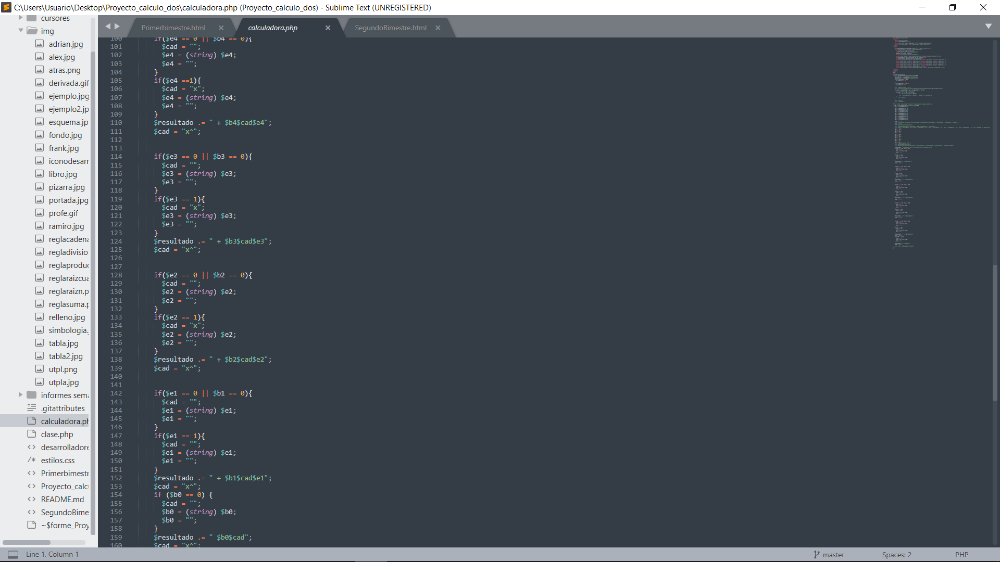 C:\Users\Usuario\Desktop\Proyecto_calculo_dos\calculadora.php (Proyecto_calculo_dos) - Sublime Text (UNREGISTERED)
cursores
img
adrian.jpg
alex.jpg
atras.png
derivada.gif
ejemplo.jpg
ejemplo2.jp
esquema.jp
fondo.jpg
frank.jpg
iconodesarr
libro.jpg
pizarra.jpg
portada.jpg
profe.gif
ramiro.jpg
reglacadena
regladivisio
reglaproduc
reglaraizcua
reglaraizn.p
reglasuma.p
relleno.jpg
simbologia.
tabla.jpg
tabla2.jpg
utpl.png
utpla.jpg
informes sema
.gitattributes
calculadora.ph
clase.php
desarrolladore
estilos.css
Primerbimestr
Proyecto_calcu
README.md
SegundoBime
~$forme_Proy
Primerbimestre.html
calculadora.php
SegundoBimestre.html
100 if($e4 == 0 || $b4 == 0){
101 $cad = "";
102 $e4 = (string) $e4;
103 $e4 = "";
104 }
105 if($e4 ==1){
106 $cad = "x";
107 $e4 = (string) $e4;
108 $e4 = "";
109 }
110 $resultado .= " + $b4$cad$e4";
111 $cad = "x^";
112
113
114 if($e3 == 0 || $b3 == 0){
115 $cad = "";
116 $e3 = (string) $e3;
117 $e3 = "";
118 }
119 if($e3 == 1){
120 $cad = "x";
121 $e3 = (string) $e3;
122 $e3 = "";
123 }
124 $resultado .= " + $b3$cad$e3";
125 $cad = "x^";
126
127
128 if($e2 == 0 || $b2 == 0){
129 $cad = "";
130 $e2 = (string) $e2;
131 $e2 = "";
132 }
133 if($e2 == 1){
134 $cad = "x";
135 $e2 = (string) $e2;
136 $e2 = "";
137 }
138 $resultado .= " + $b2$cad$e2";
139 $cad = "x^";
140
141
142 if($e1 == 0 || $b1 == 0){
143 $cad = "";
144 $e1 = (string) $e1;
145 $e1 = "";
146 }
147 if($e1 == 1){
148 $cad = "";
149 $e1 = (string) $e1;
150 $e1 = "";
151 }
152 $resultado .= " + $b1$cad$e1";
153 $cad = "x^";
154 if ($b0 == 0) {
155 $cad = "";
156 $b0 = (string) $b0;
157 $b0 = "";
158 }
159 $resultado .= " $b0$cad";
160 $cad = "x^";
Line 1, Column 1
master
Spaces: 2
PHP